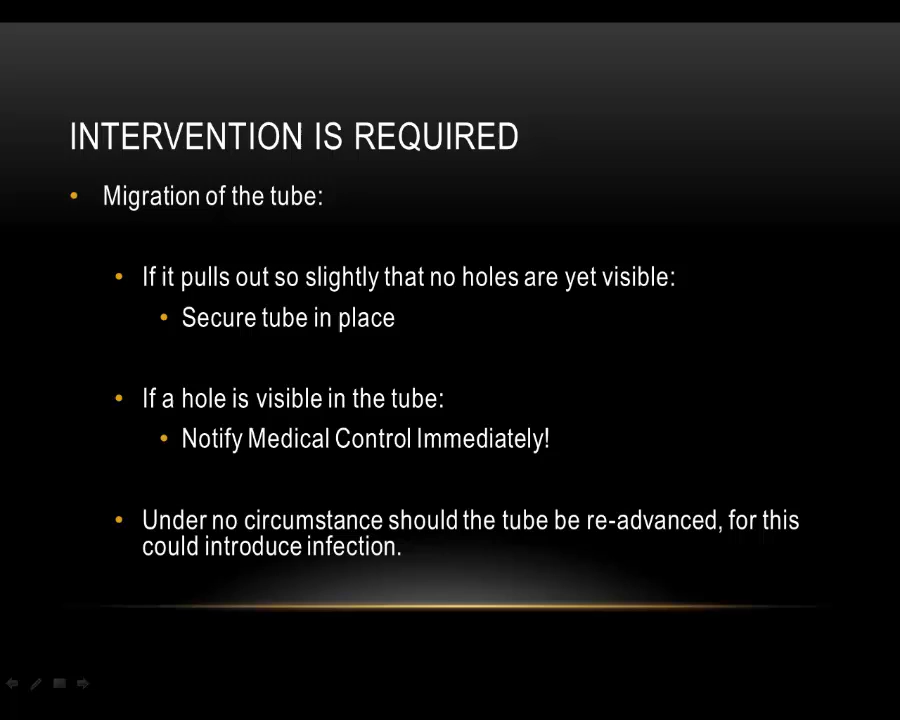 INTERVENTION IS REQUIRED
• Migration of the tube:
• If it pulls out so slightly that no holes are yet visible:
• Secure tube in place
• If a hole is visible in the tube:
• Notify Medical Control Immediately!
• Under no circumstance should the tube be re-advanced, for this
could introduce infection.